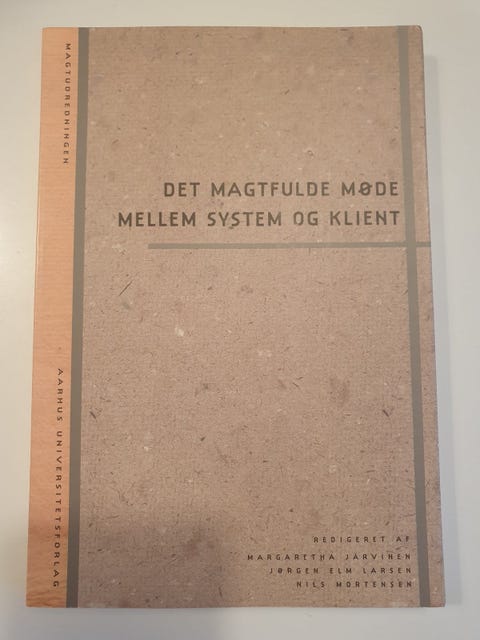 MAGTUDREDNINGEN
DET MAGTFULDE MØDE
MELLEM SYSTEM OG KLIENT
AARHUS UNIVERSITETSFORLAG
REDIGERET AF
MARGARETHA JÄRVINEN
JØRGEN ELM LARSEN
NILS MORTENSEN